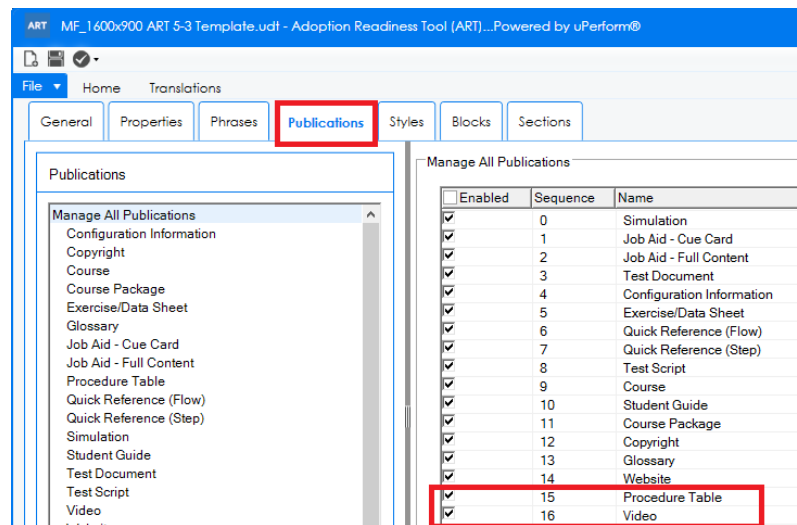 ART MF_1600x900 ART 5-3 Template.udt - Adoption Readiness Tool (ART)...Powered by uPerform®
File Home Translations
General Properties Phrases Publications Styles Blocks Sections
Publications
Manage All Publications
Configuration Information
Copyright
Course
Course Package
Exercise/Data Sheet
Glossary
Job Aid - Cue Card
Job Aid - Full Content
Procedure Table
Quick Reference (Flow)
Quick Reference (Step)
Simulation
Student Guide
Test Document
Test Script
Video
Manage All Publications
Enabled Sequence Name
0 Simulation
1 Job Aid - Cue Card
2 Job Aid - Full Content
3 Test Document
4 Configuration Information
5 Exercise/Data Sheet
6 Quick Reference (Flow)
7 Quick Reference (Step)
8 Test Script
9 Course
10 Student Guide
11 Course Package
12 Copyright
13 Glossary
14 Website
15 Procedure Table
16 Video